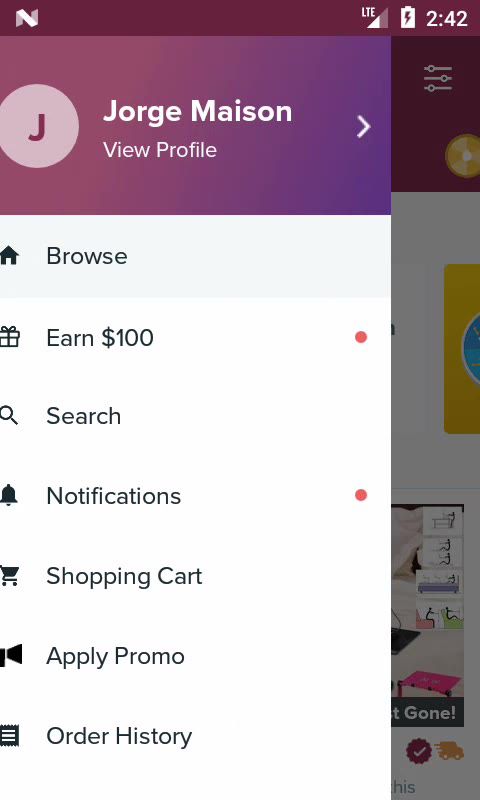 LTE 2:42
J
Jorge Maison
View Profile
Browse
Earn $100
Search
Notifications
Shopping Cart
Apply Promo
Order History
st Gone!
this